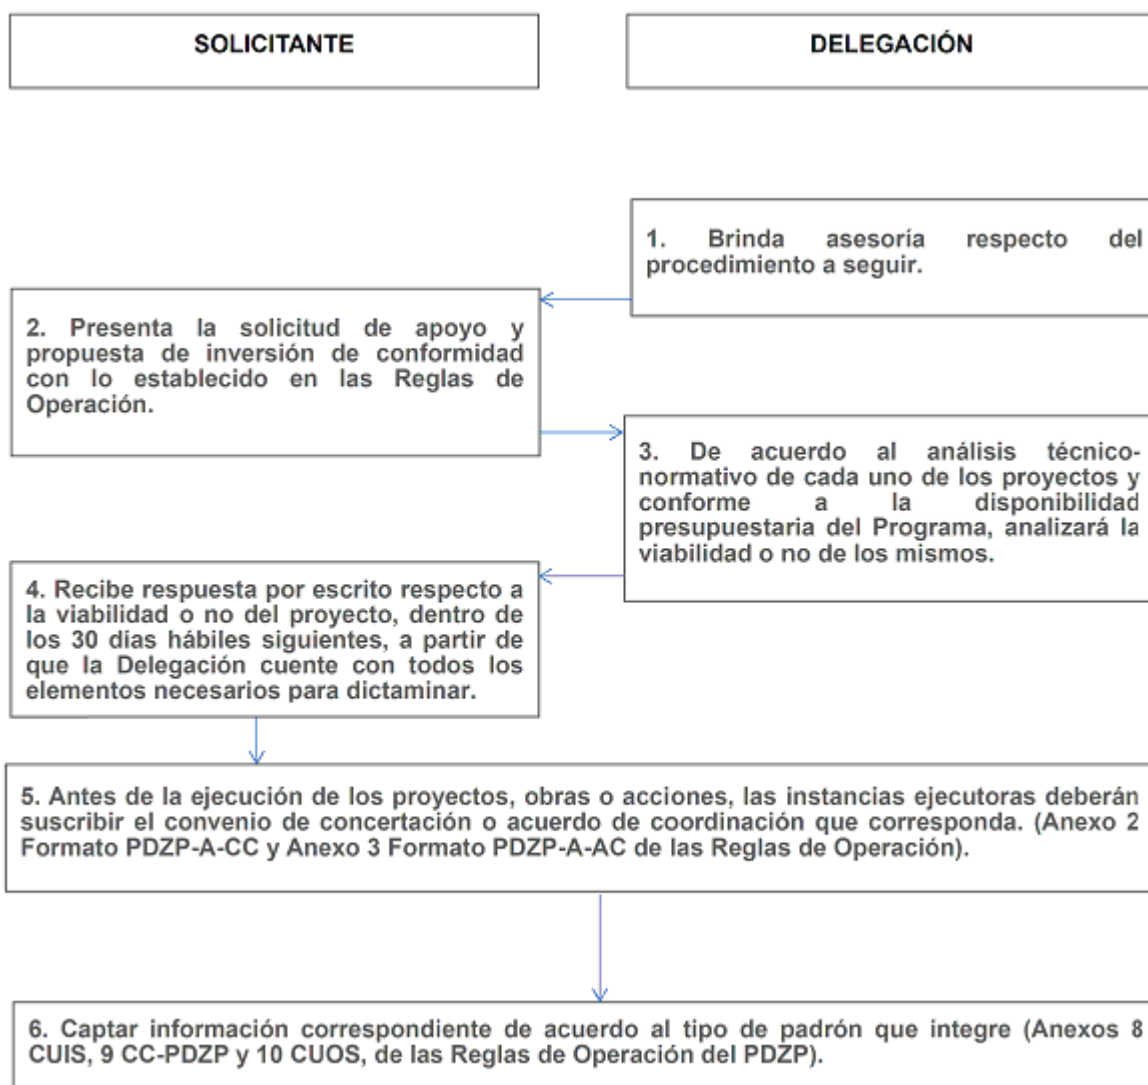 SOLICITANTE
DELEGACIÓN
1. Brinda asesoría respecto del
procedimiento a seguir.
2. Presenta la solicitud de apoyo y
propuesta de inversión de conformidad
con lo establecido en las Reglas de
Operación.
3. De acuerdo al análisis técnico-
normativo de cada uno de los proyectos y
conforme a la disponibilidad
presupuestaria del Programa, analizará la
viabilidad o no de los mismos.
4. Recibe respuesta por escrito respecto a
la viabilidad o no del proyecto, dentro de
los 30 días hábiles siguientes, a partir de
que la Delegación cuente con todos los
elementos necesarios para dictaminar.
5. Antes de la ejecución de los proyectos, obras o acciones, las instancias ejecutoras deberán
suscribir el convenio de concertación o acuerdo de coordinación que corresponda. (Anexo 2
Formato PDZP-A-CC y Anexo 3 Formato PDZP-A-AC de las Reglas de Operación).
6. Captar información correspondiente de acuerdo al tipo de padrón que integre (Anexos 8
CUIS, 9 CC-PDZP y 10 CUOS, de las Reglas de Operación del PDZP).